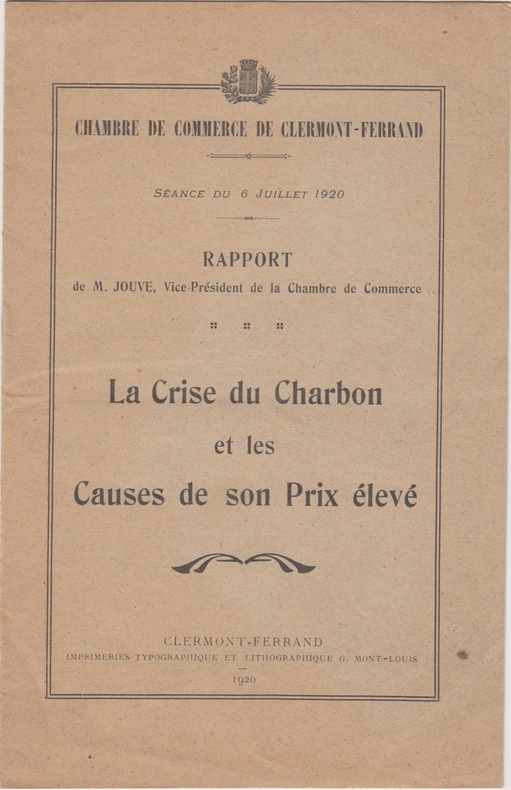 CHAMBRE DE COMMERCE DE CLERMONT-FERRAND
SÉANCE DU 6 JUILLET 1920
RAPPORT
de M. JOUVE, Vice-Président de la Chambre de Commerce
La Crise du Charbon
et les
Causes de son Prix élevé
CLERMONT-FERRAND
IMPRIMERIES TYPOGRAPHIQUE ET LITHOGRAPHIQUE G. MONT-LOUIS
1920